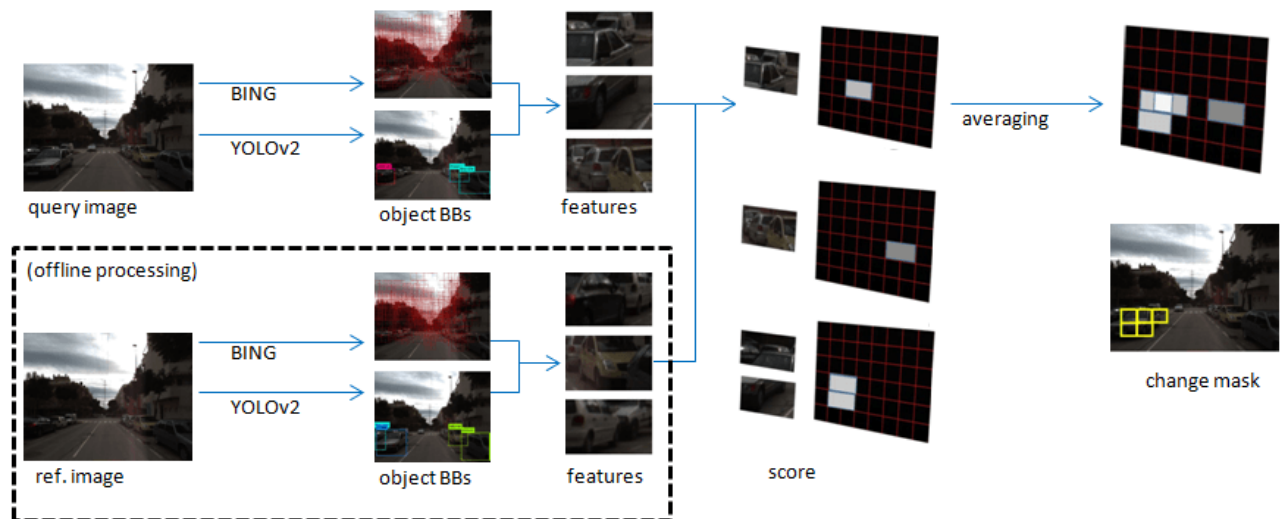 BING
YOLOv2
averaging
query image
object BBs
features
(offline processing)
BING
YOLOv2
change mask
ref. image
object BBs
features
score